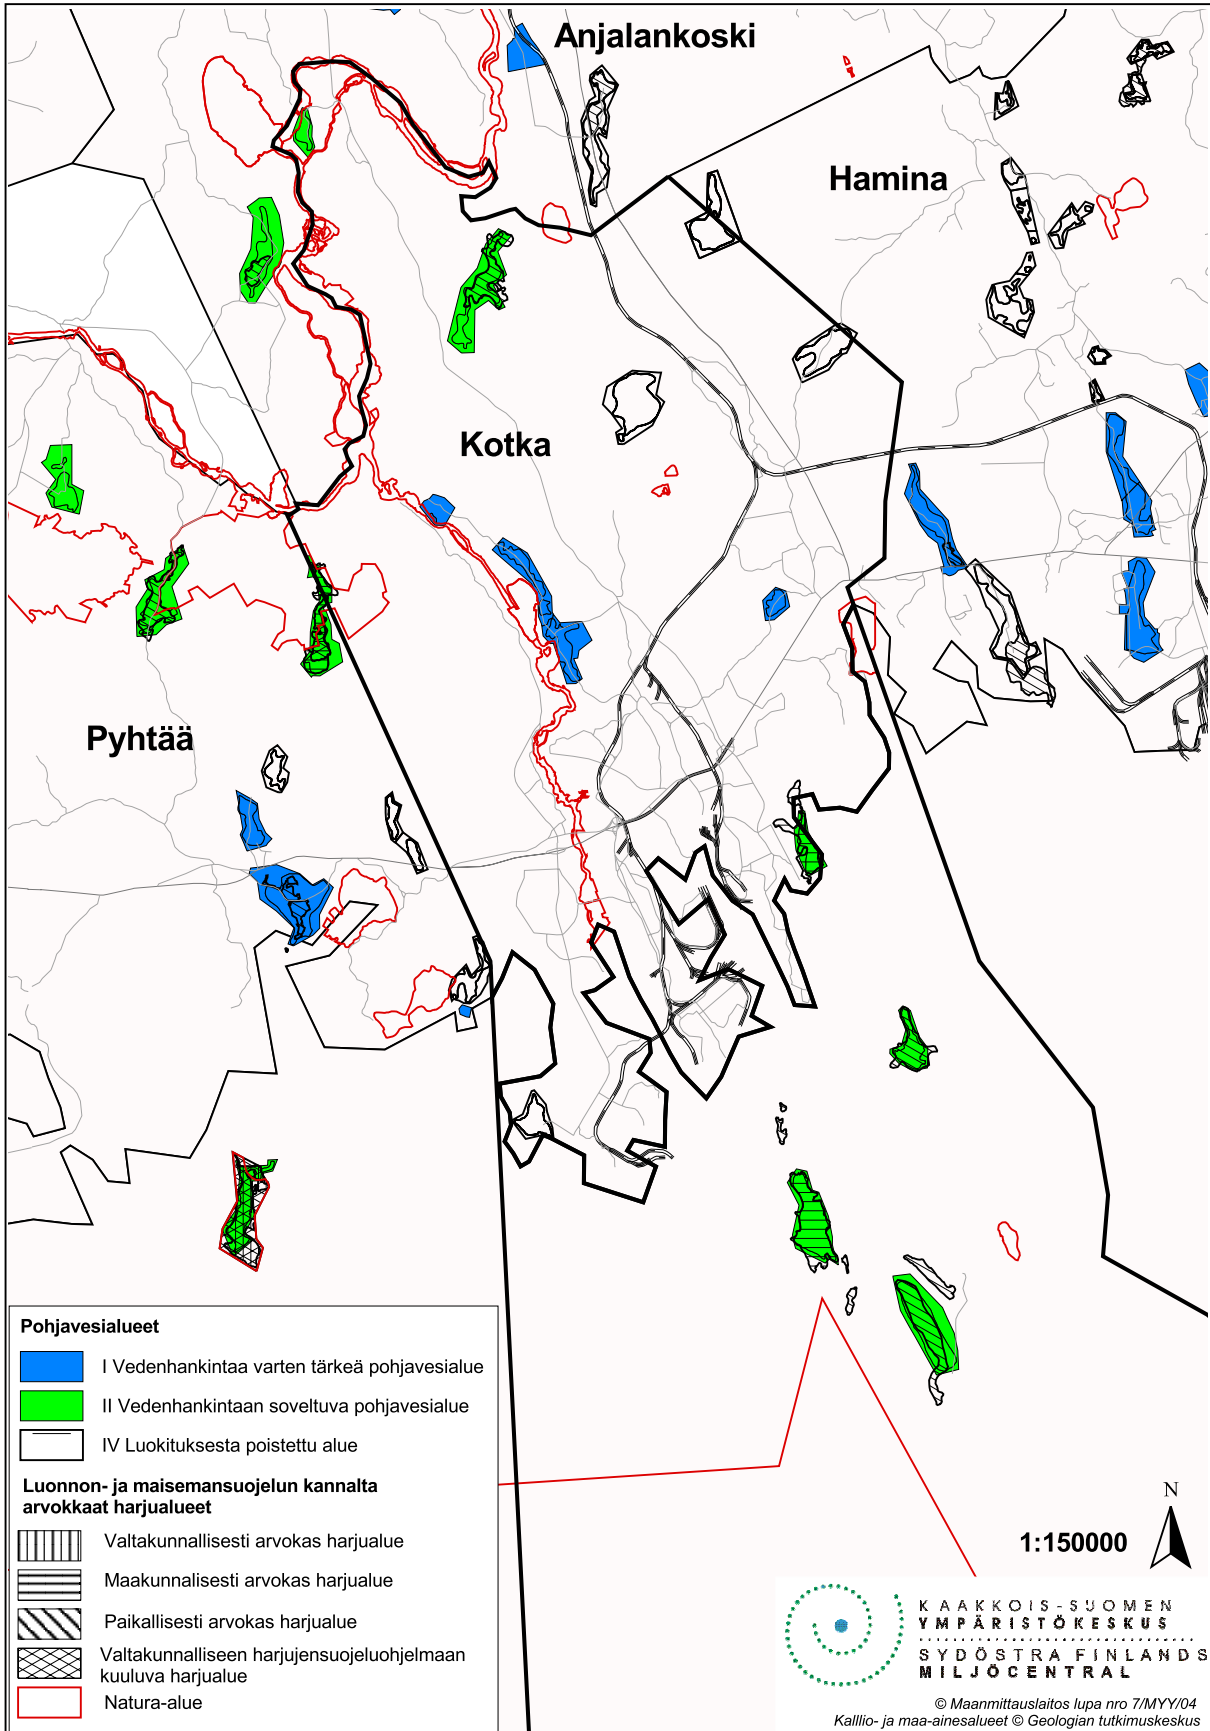 Anjalankoski
Hamina
Kotka
Pyhtää
Pohjavesialueet
I Vedenhankintaa varten tärkeä pohjavesialue
II Vedenhankintaan soveltuva pohjavesialue
IV Luokituksesta poistettu alue
Luonnon- ja maisemansuojelun kannalta
arvokkaat harjualueet
Valtakunnallisesti arvokas harjualue
Maakunnalisesti arvokas harjualue
Paikallisesti arvokas harjualue
Valtakunnalliseen harjujensuojeluohjelmaan
kuuluva harjualue
Natura-alue
N
1:150000
KAAKKOIS-SUOMEN
YMPÄRISTÖKESKUS
SYDÖSTRA FINLANDS
MILJÖCENTRAL
© Maanmittauslaitos lupa nro 7/MYY/04
Kalllio- ja maa-ainesalueet © Geologian tutkimuskeskus